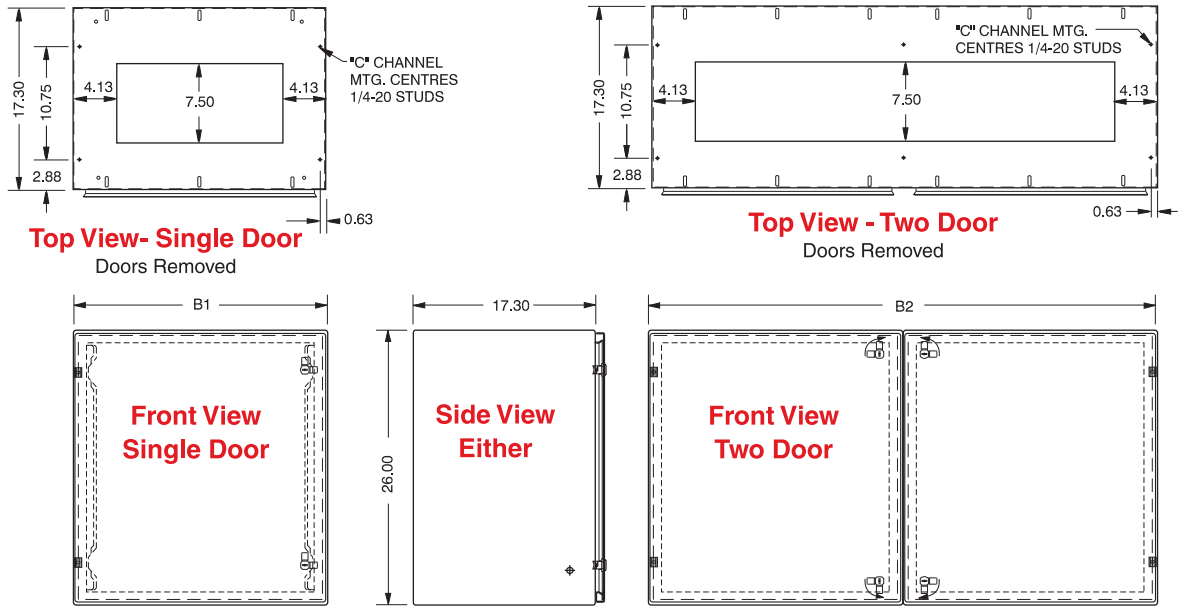 17.30
10.75
2.88
4.13
7.50
4.13
"C" CHANNEL
MTG. CENTRES
1/4-20 STUDS
0.63
Top View- Single Door
Doors Removed
17.30
10.75
2.88
4.13
7.50
4.13
"C" CHANNEL MTG.
CENTRES 1/4-20 STUDS
0.63
Top View - Two Door
Doors Removed
B1
Front View
Single Door
17.30
26.00
Side View
Either
B2
Front View
Two Door